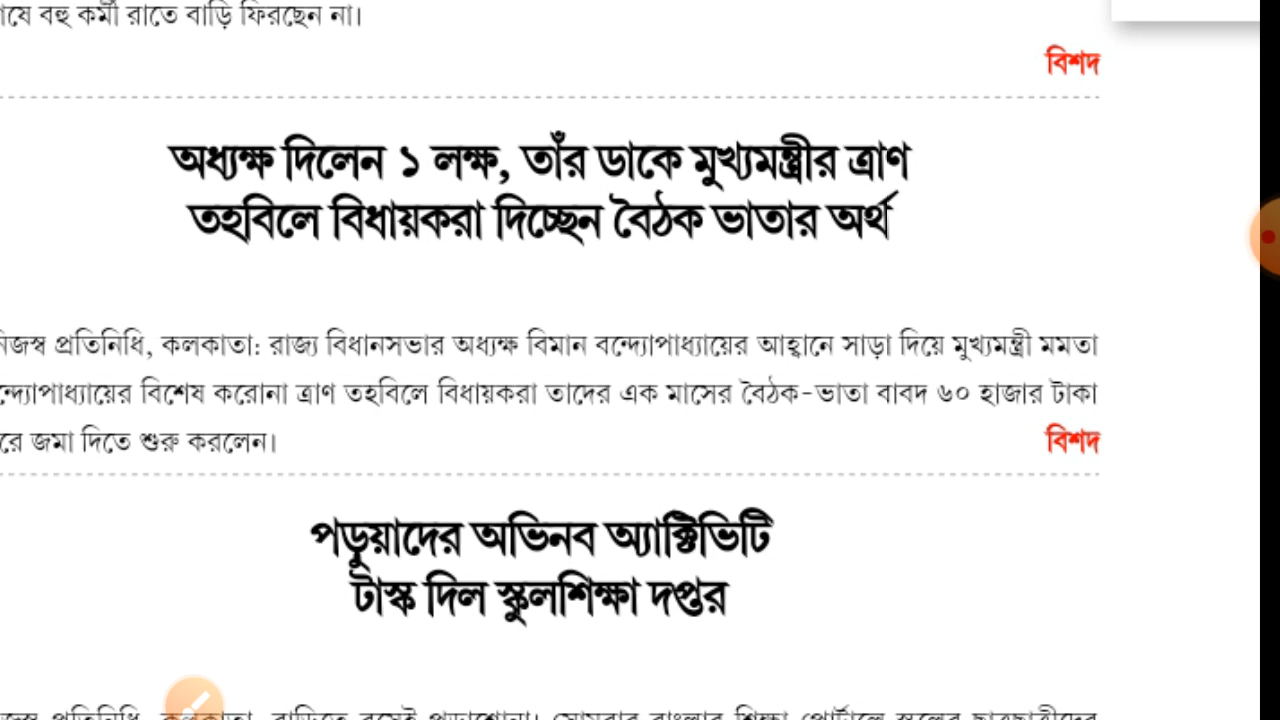 বহু কর্মী রাতে বাড়ি ফিরছেন না।
বিশদ
অধ্যক্ষ দিলেন ১ লক্ষ, তাঁর ডাকে মুখ্যমন্ত্রীর ত্রাণ
তহবিলে বিধায়করা দিচ্ছেন বৈঠক ভাতার অর্থ
প্রতিনিধি, কলকাতা: রাজ্য বিধানসভার অধ্যক্ষ বিমান বন্দ্যোপাধ্যায়ের আহ্বানে সাড়া দিয়ে মুখ্যমন্ত্রী মমতা
বিশেষ করোনা ত্রাণ তহবিলে বিধায়করা তাদের এক মাসের বৈঠক-ভাতা বাবদ ৬০ হাজার টাকা
জমা দিতে শুরু করলেন।
বিশদ
পড়ুয়াদের অভিনব অ্যাক্টিভিটি
টাস্ক দিল স্কুলশিক্ষা দপ্তর